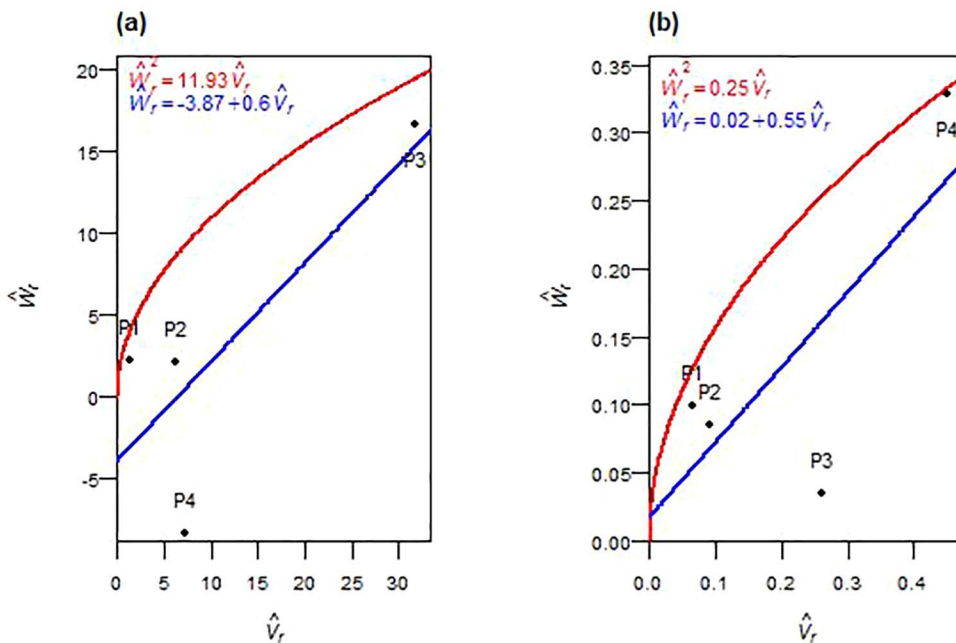 (a)
Ŵᵣ² = 11.93 V̂ᵣ
Ŵᵣ = -3.87 + 0.6 V̂ᵣ
20
15
10
5
0
-5
Ŵᵣ
P1
P2
P3
P4
0 5 10 15 20 25 30
V̂ᵣ
(b)
Ŵᵣ² = 0.25 V̂ᵣ
Ŵᵣ = 0.02 + 0.55 V̂ᵣ
0.35
0.30
0.25
0.20
0.15
0.10
0.05
0.00
Ŵᵣ
P4
P1
P2
P3
0.0 0.1 0.2 0.3 0.4
V̂ᵣ